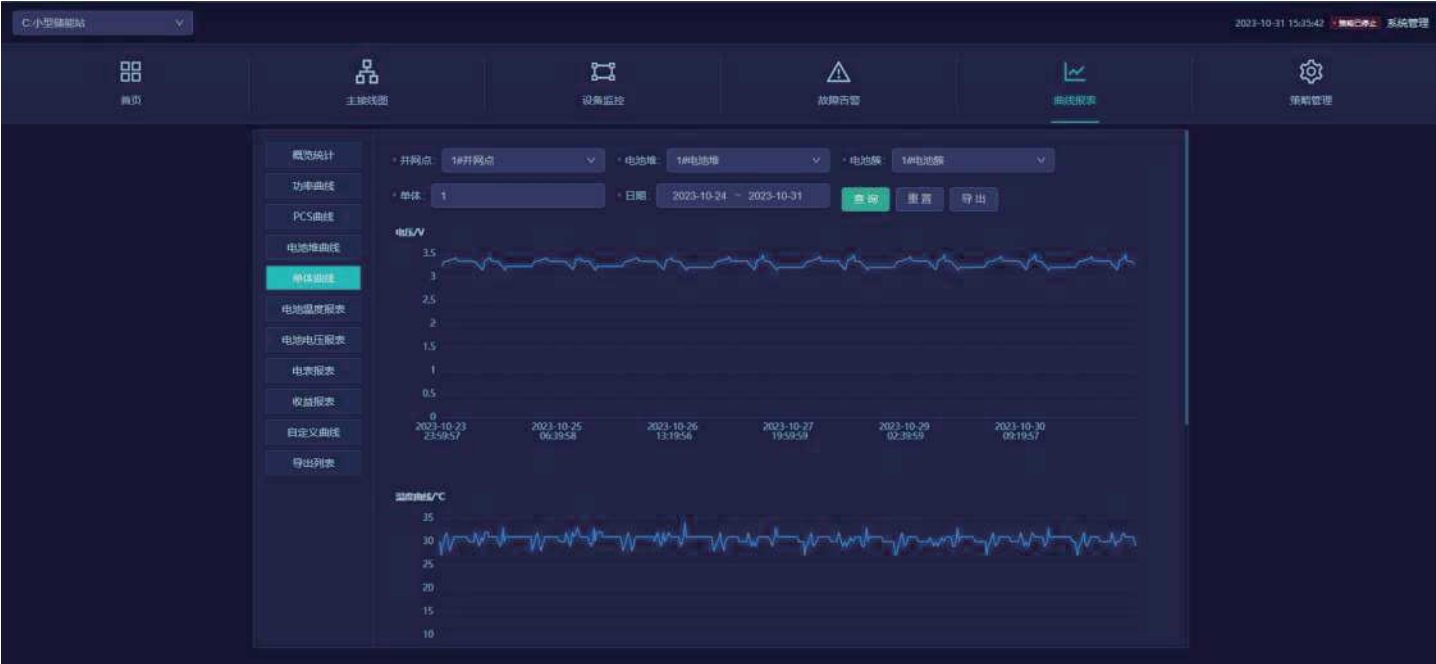 C:小型储能站
2023-10-31 15:35:42 策略已停止 系统管理
首页 主接线图 设备监控 故障告警 曲线报表 策略管理
概览统计
功率曲线
PCS曲线
电池堆曲线
单体曲线
电池温度报表
电池电压报表
电表报表
收益报表
自定义曲线
导出列表
* 并网点: 1#并网点 * 电池堆: 1#电池堆 * 电池簇: 1#电池簇
* 单体: 1 * 日期: 2023-10-24 ~ 2023-10-31 查询 重置 导出
电压/V
3.5
3
2.5
2
1.5
1
0.5
0
2023-10-23 2023-10-25 2023-10-26 2023-10-27 2023-10-29 2023-10-30
23:59:57 06:39:58 13:19:56 19:59:59 02:39:59 09:19:57
温度曲线/°C
35
30
25
20
15
10